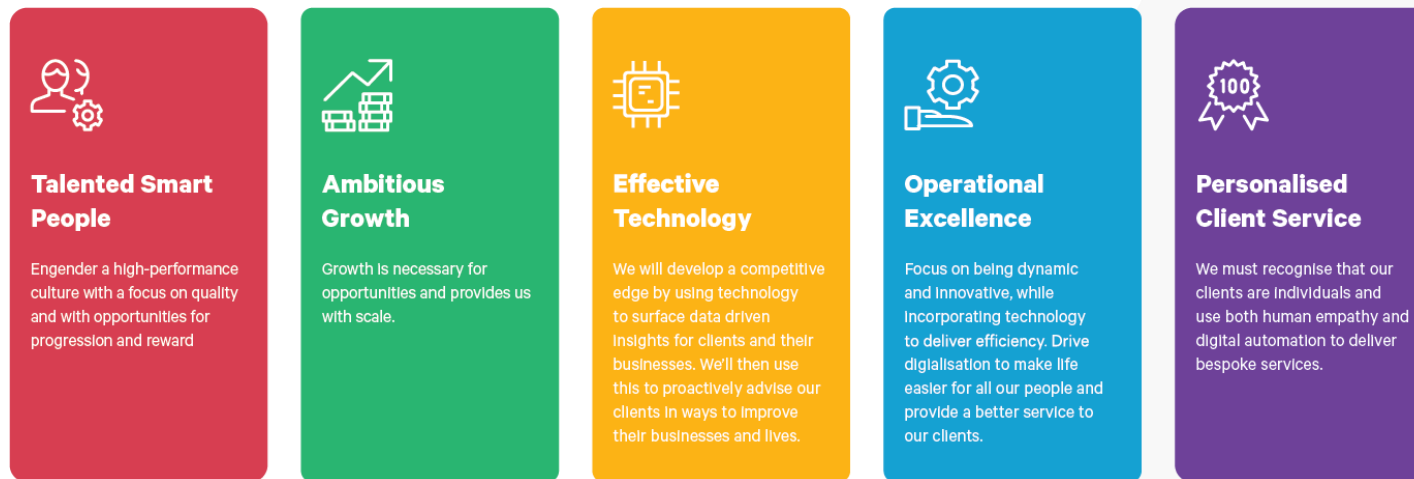 Talented Smart
People
Engender a high-performance
culture with a focus on quality
and with opportunities for
progression and reward
Ambitious
Growth
Growth is necessary for
opportunities and provides us
with scale.
Effective
Technology
We will develop a competitive
edge by using technology
to surface data driven
insights for clients and their
businesses. We'll then use
this to proactively advise our
clients in ways to improve
their businesses and lives.
Operational
Excellence
Focus on being dynamic
and innovative, while
incorporating technology
to deliver efficiency. Drive
digialisation to make life
easier for all our people and
provide a better service to
our clients.
100
Personalised
Client Service
We must recognise that our
clients are individuals and
use both human empathy and
digital automation to deliver
bespoke services.